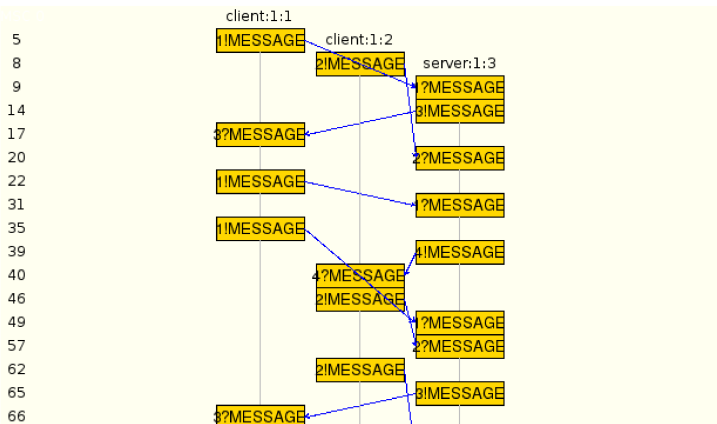 client:1:1
5 1!MESSAGE client:1:2
8 2!MESSAGE server:1:3
9 1?MESSAGE
14 3!MESSAGE
17 3?MESSAGE
20 2?MESSAGE
22 1!MESSAGE
31 1?MESSAGE
35 1!MESSAGE
39 4!MESSAGE
40 4?MESSAGE
46 2!MESSAGE
49 1?MESSAGE
57 2?MESSAGE
62 2!MESSAGE
65 3!MESSAGE
66 3?MESSAGE